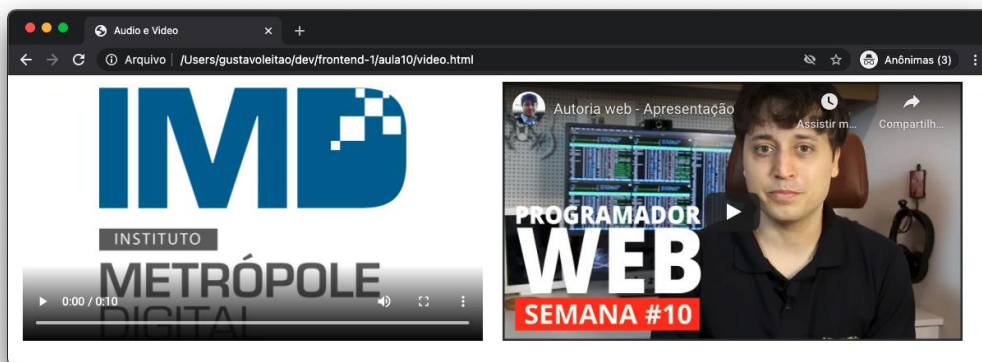 Audio e Video
Arquivo
/Users/gustavoleitao/dev/frontend-1/aula10/video.html
Anônimas (3)
IMD
INSTITUTO
METRÓPOLE
DIGITAL
0:00 / 0:10
Autoria web - Apresentação
Assistir m...
Compartilh...
PROGRAMADOR
WEB
SEMANA #10